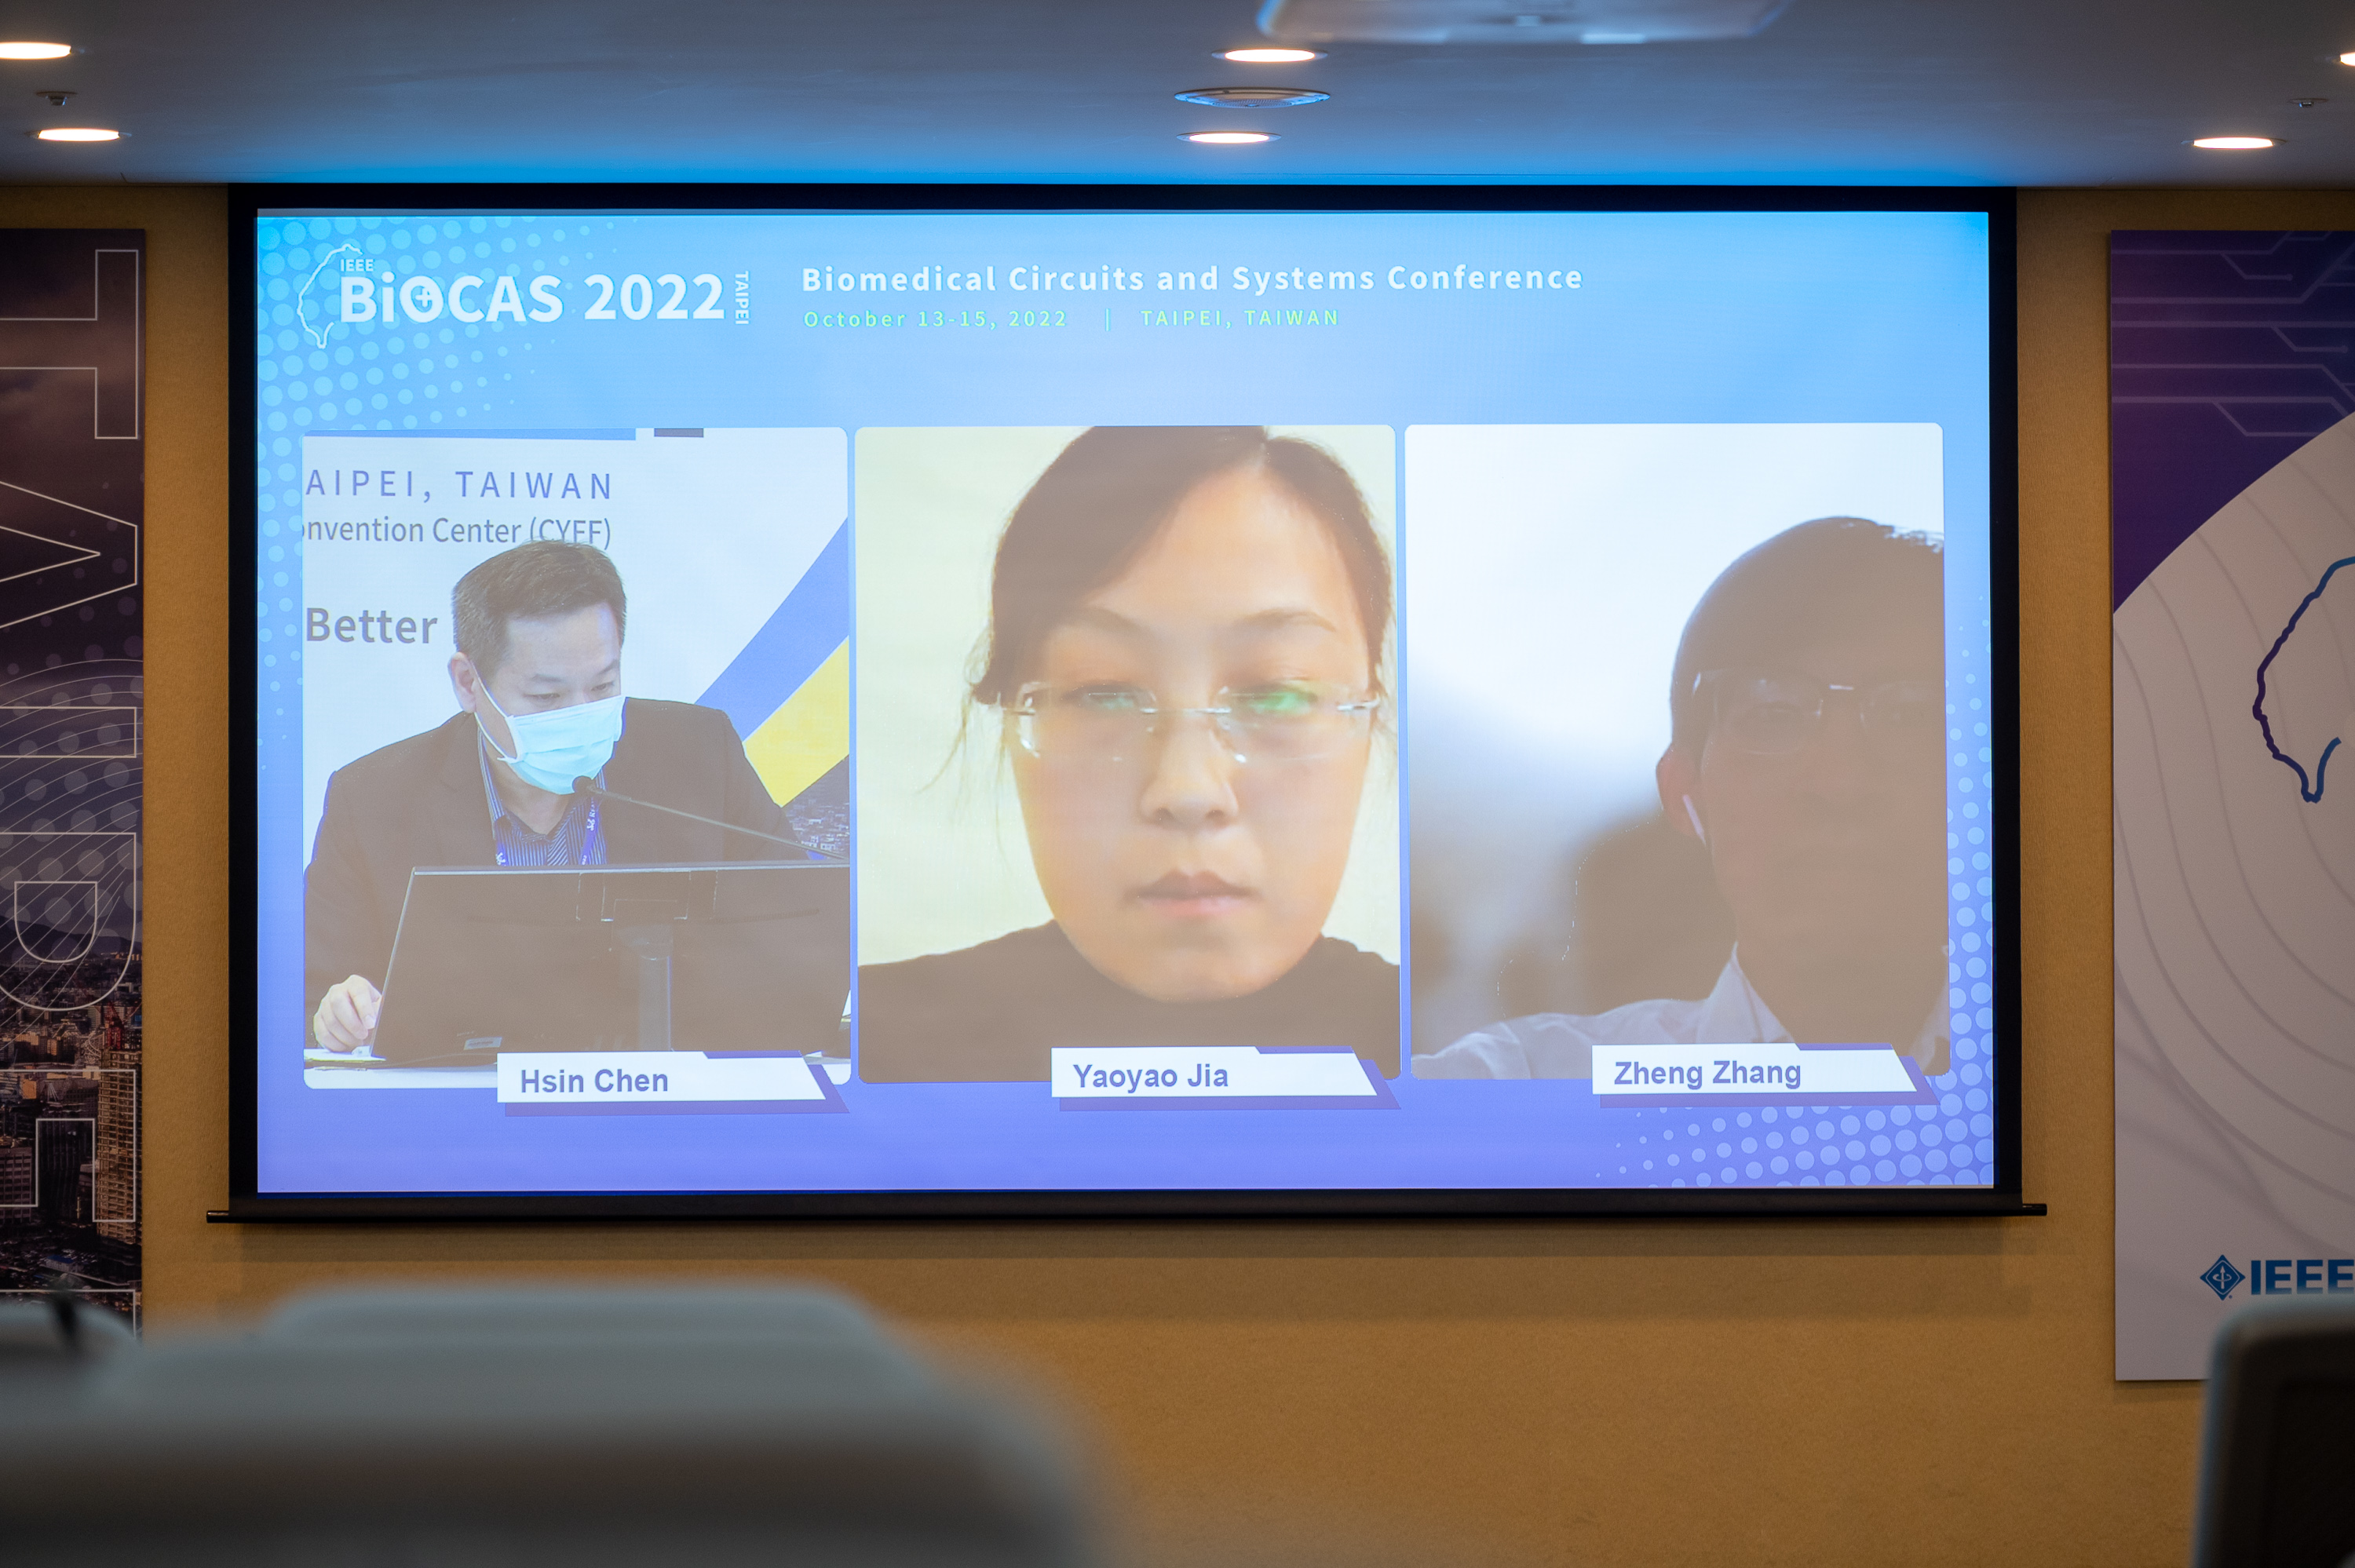 IEEE
BiOCAS 2022
TAIPEI
Biomedical Circuits and Systems Conference
October 13-15, 2022 | TAIPEI, TAIWAN
AIPEI, TAIWAN
nvention Center (CYFF)
Better
Hsin Chen
Yaoyao Jia
Zheng Zhang
IEEE